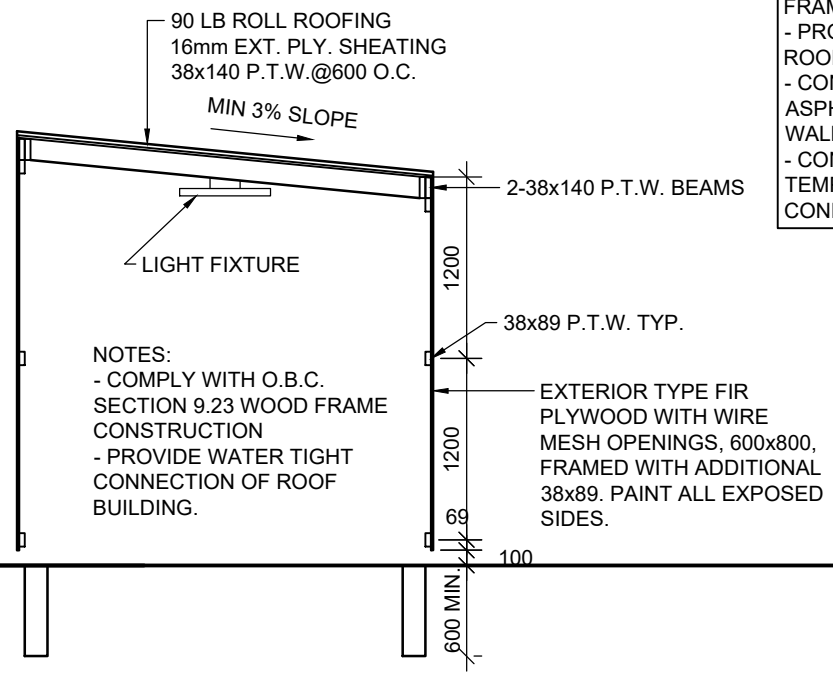 90 LB ROLL ROOFING
16mm EXT. PLY. SHEATING
38x140 P.T.W.@600 O.C.
MIN 3% SLOPE
2-38x140 P.T.W. BEAMS
LIGHT FIXTURE
1200
38x89 P.T.W. TYP.
NOTES:
- COMPLY WITH O.B.C.
SECTION 9.23 WOOD FRAME
CONSTRUCTION
- PROVIDE WATER TIGHT
CONNECTION OF ROOF
BUILDING.
EXTERIOR TYPE FIR
PLYWOOD WITH WIRE
MESH OPENINGS, 600x800,
FRAMED WITH ADDITIONAL
38x89. PAINT ALL EXPOSED
SIDES.
1200
69
100
600 MIN.
FRAM
- PRO
ROO
- CON
ASPH
WALL
- CON
TEMP
CONN